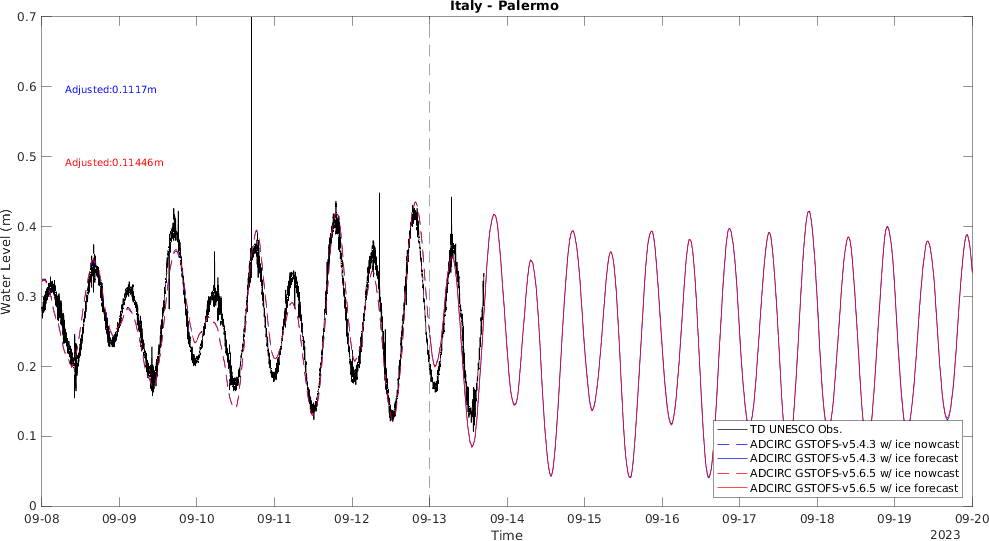 Italy - Palermo
0.7
0.6
0.5
0.4
0.3
0.2
0.1
0
Water Level (m)
Adjusted:0.1117m
Adjusted:0.11446m
TD UNESCO Obs.
ADCIRC GSTOFS-v5.4.3 w/ ice nowcast
ADCIRC GSTOFS-v5.4.3 w/ ice forecast
ADCIRC GSTOFS-v5.6.5 w/ ice nowcast
ADCIRC GSTOFS-v5.6.5 w/ ice forecast
09-08 09-09 09-10 09-11 09-12 09-13 09-14 09-15 09-16 09-17 09-18 09-19 09-20
Time
2023